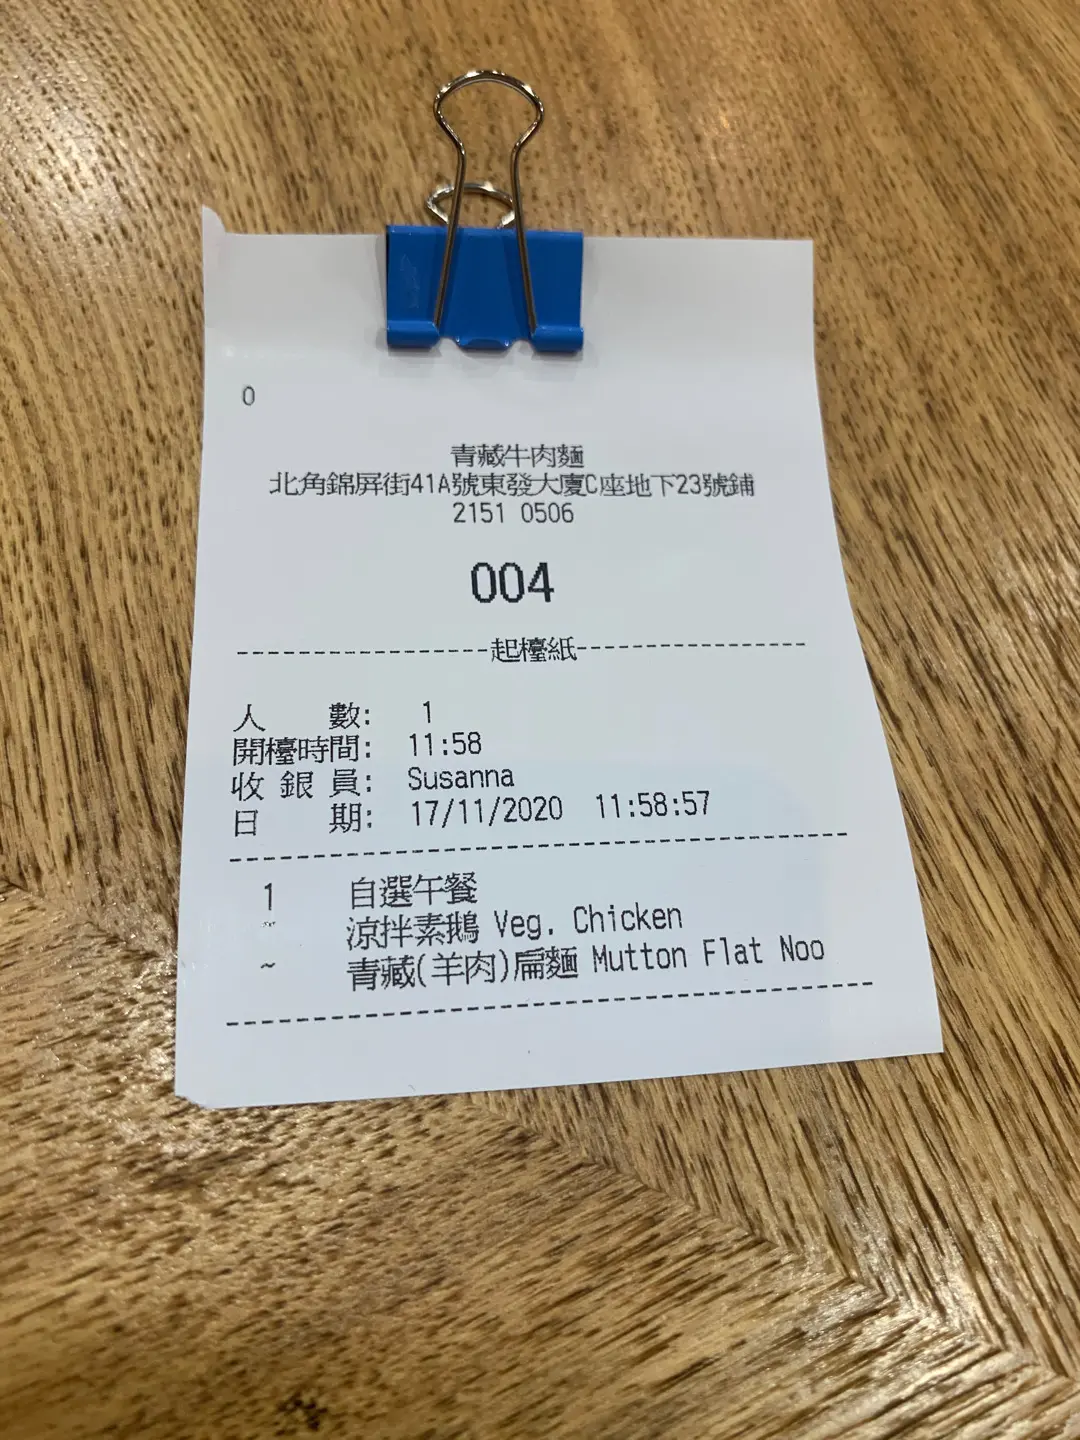 0
青藏牛肉麵
北角錦屏街41A號東發大廈C座地下23號鋪
2151 0506
004
-----------------起檯紙----------------
人 數: 1
開檯時間: 11:58
收 銀 員: Susanna
日 期: 17/11/2020 11:58:57
1 自選午餐
~ 涼拌素鵝 Veg. Chicken
~ 青藏(羊肉)扁麵 Mutton Flat Noo